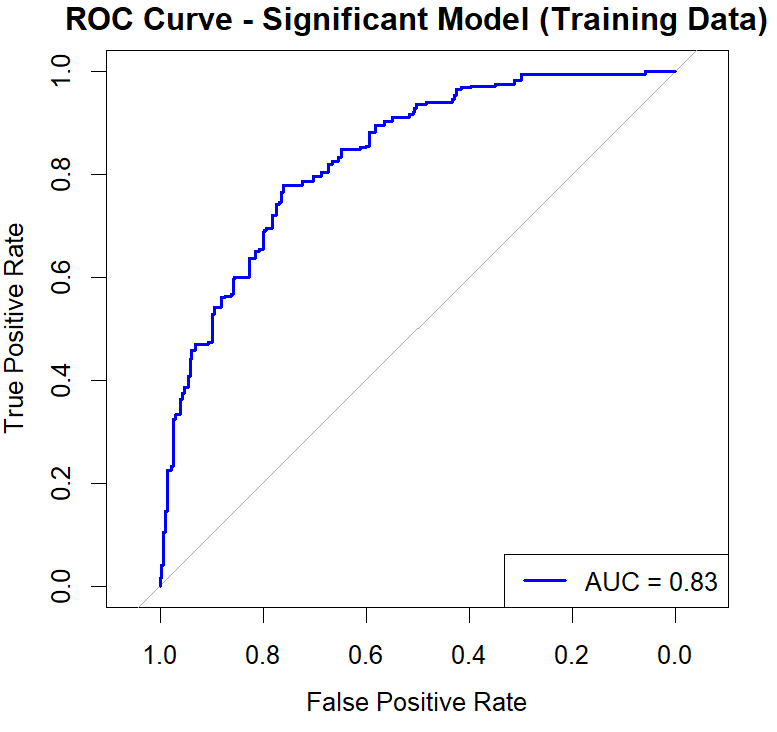 ROC Curve - Significant Model (Training Data)
True Positive Rate
1.0
0.8
0.6
0.4
0.2
0.0
AUC = 0.83
1.0 0.8 0.6 0.4 0.2 0.0
False Positive Rate